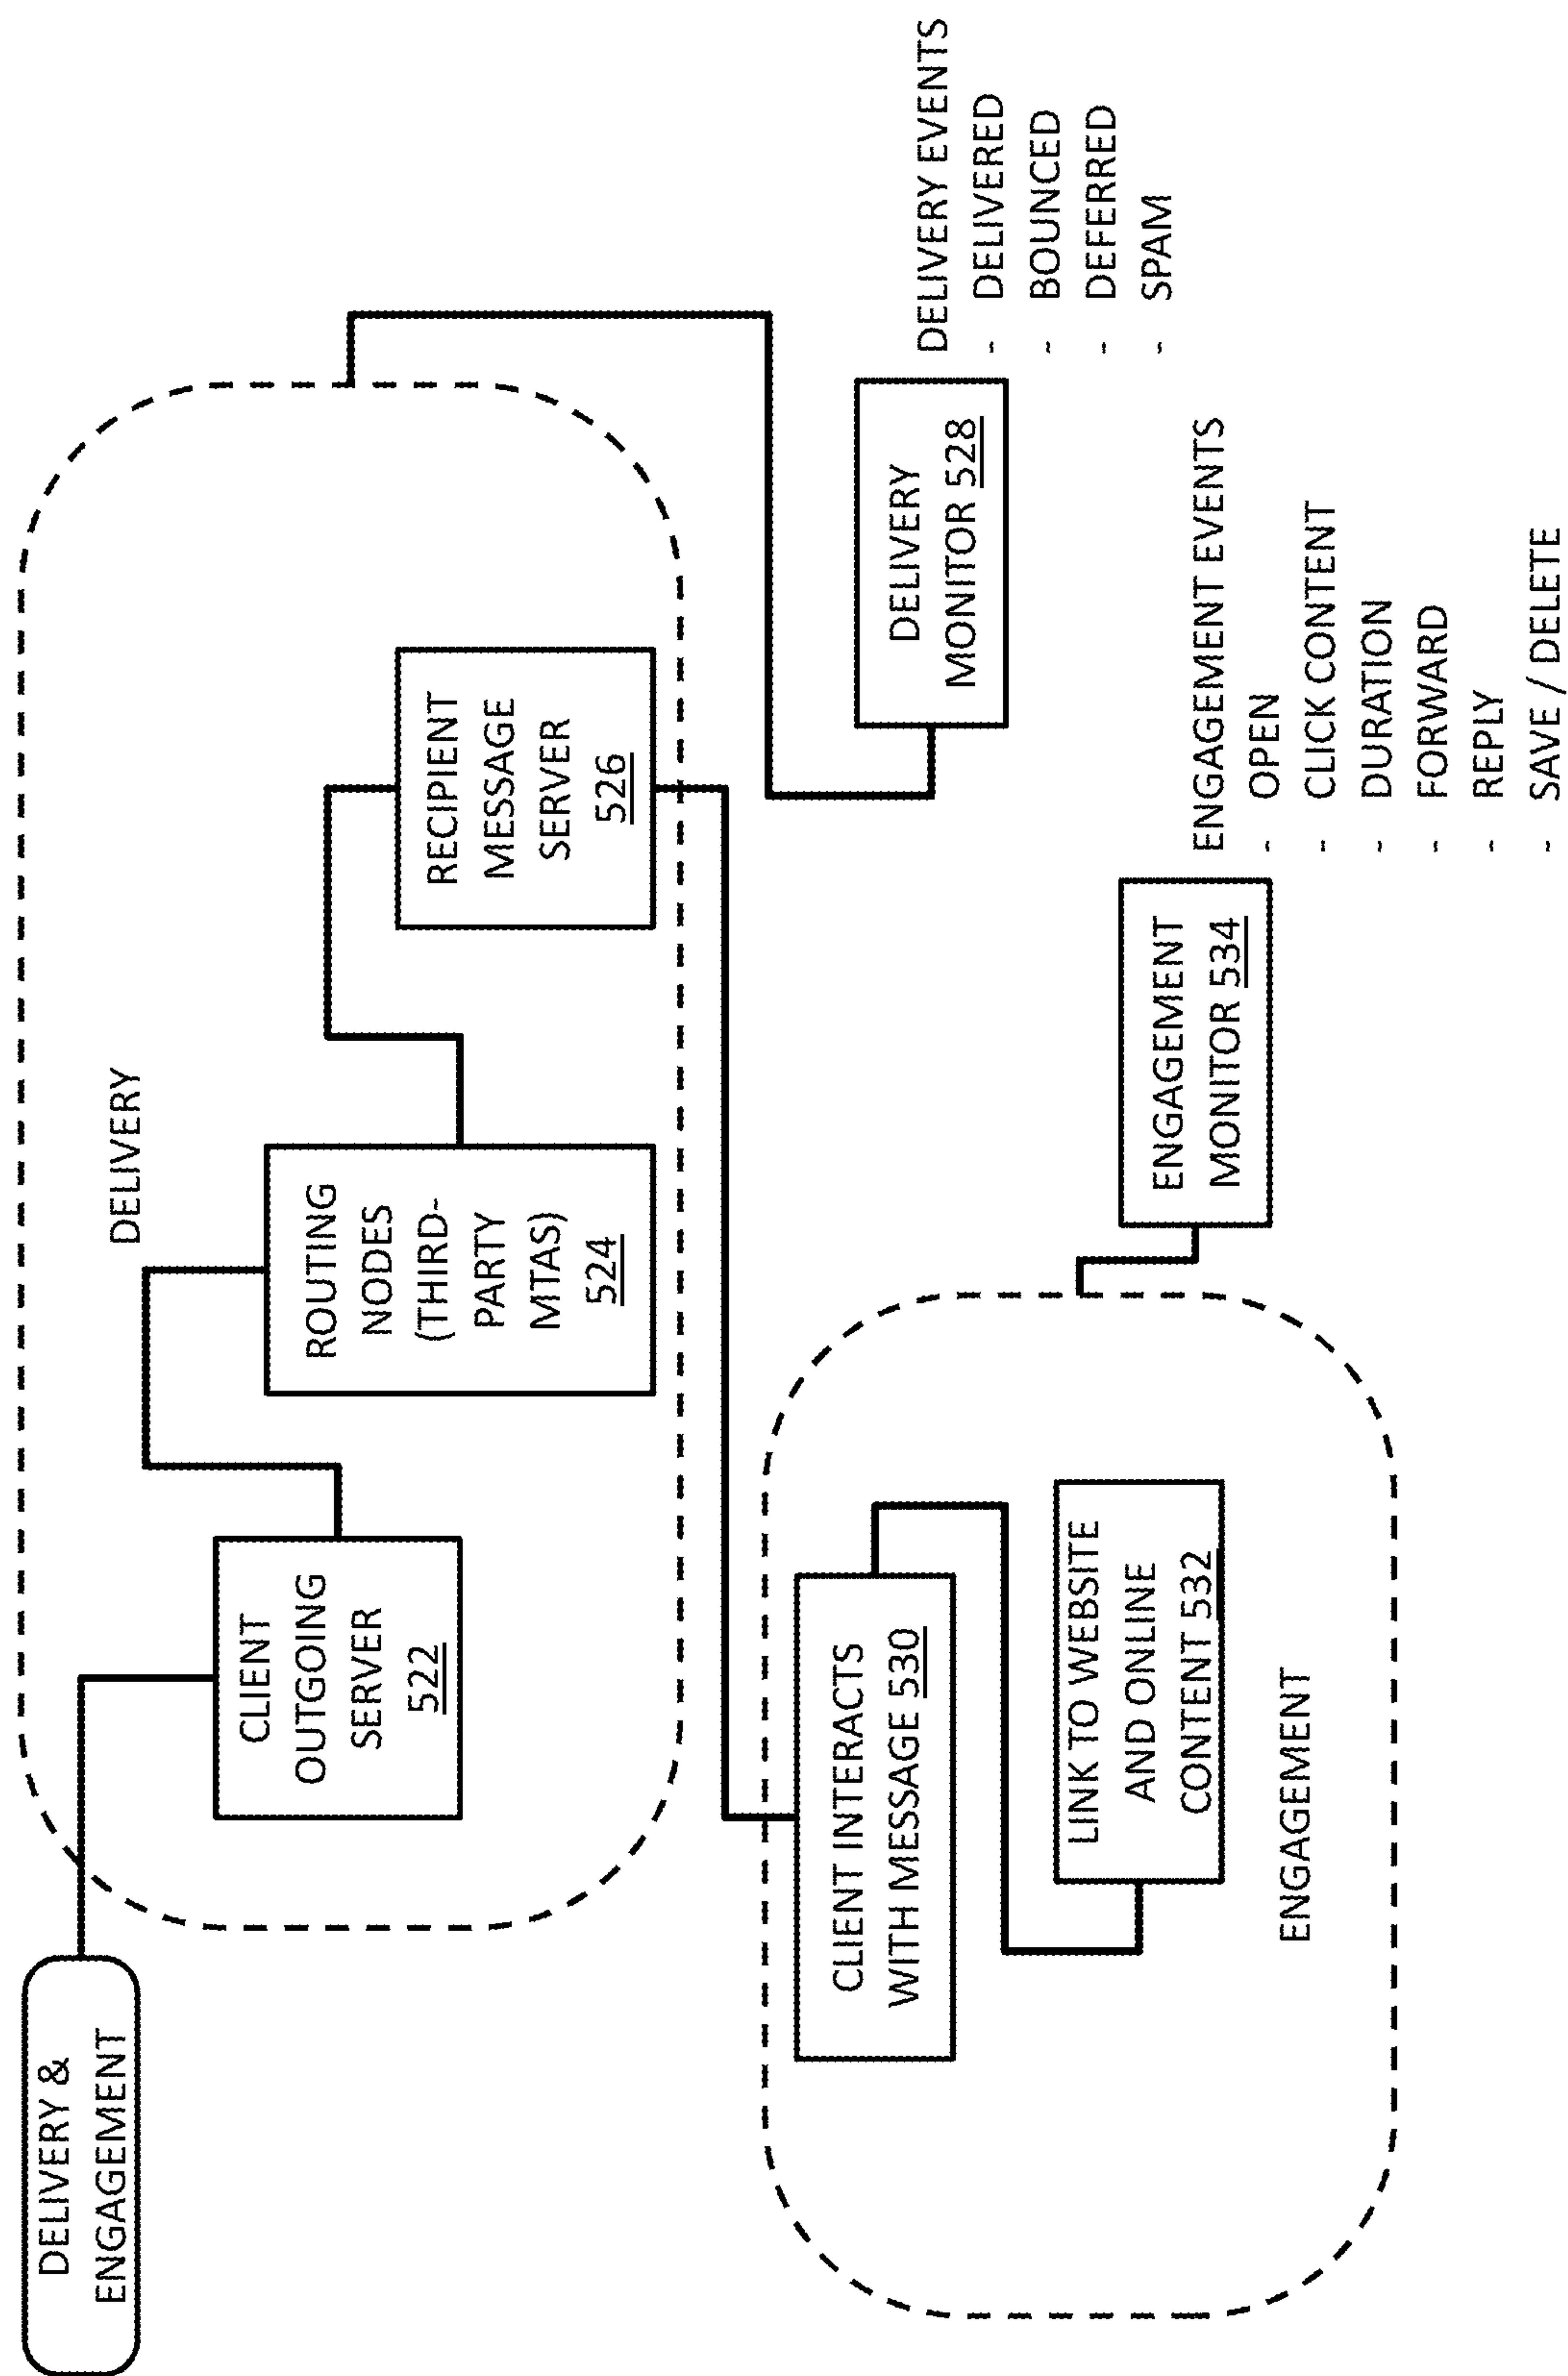 DELIVERY &
ENGAGEMENT
DELIVERY
CLIENT
OUTGOING
SERVER
522
ROUTING
NODES
(THIRD-
PARTY
MTAS)
524
RECIPIENT
MESSAGE
SERVER
526
CLIENT INTERACTS
WITH MESSAGE 530
LINK TO WEBSITE
AND ONLINE
CONTENT 532
ENGAGEMENT
DELIVERY
MONITOR 528
DELIVERY EVENTS
- DELIVERED
- BOUNCED
- DEFERRED
- SPAM
ENGAGEMENT
MONITOR 534
ENGAGEMENT EVENTS
- OPEN
- CLICK CONTENT
- DURATION
- FORWARD
- REPLY
- SAVE / DELETE